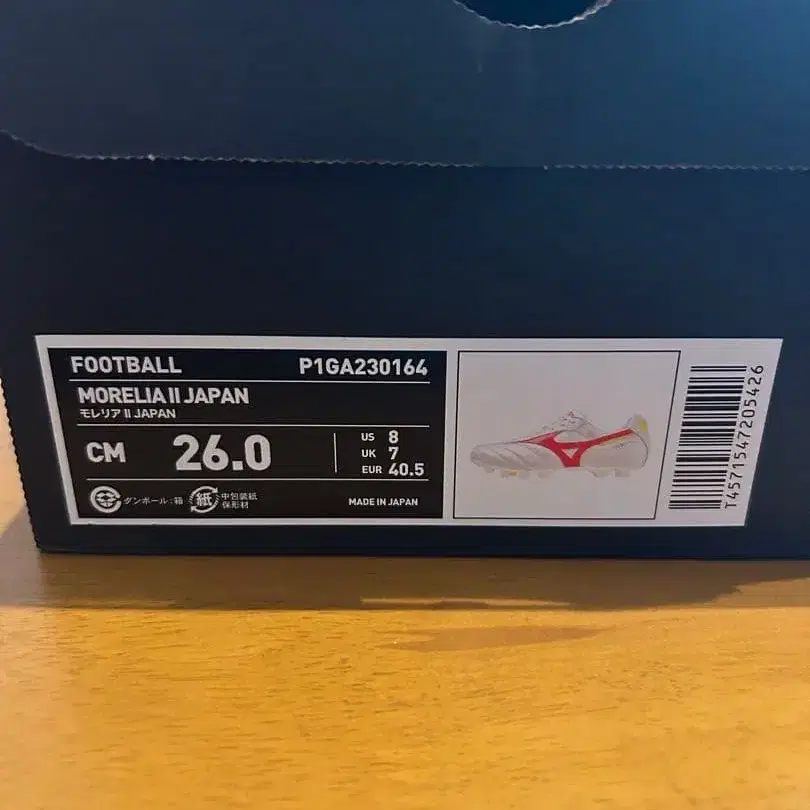 FOOTBALL P1GA230164
MORELIA II JAPAN
モレリア II JAPAN
CM 26.0
US 8
UK 7
EUR 40.5
ダンボール:箱 紙 中包装紙
保形材
MADE IN JAPAN
T4571547205426